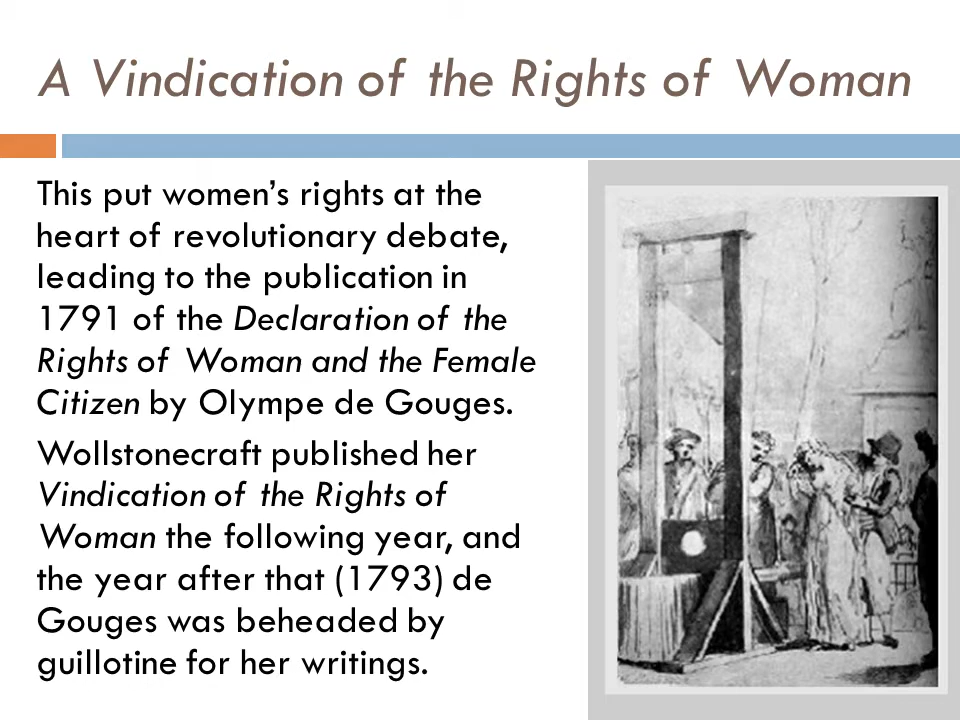 A Vindication of the Rights of Woman
This put women’s rights at the
heart of revolutionary debate,
leading to the publication in
1791 of the Declaration of the
Rights of Woman and the Female
Citizen by Olympe de Gouges.
Wollstonecraft published her
Vindication of the Rights of
Woman the following year, and
the year after that (1793) de
Gouges was beheaded by
guillotine for her writings.